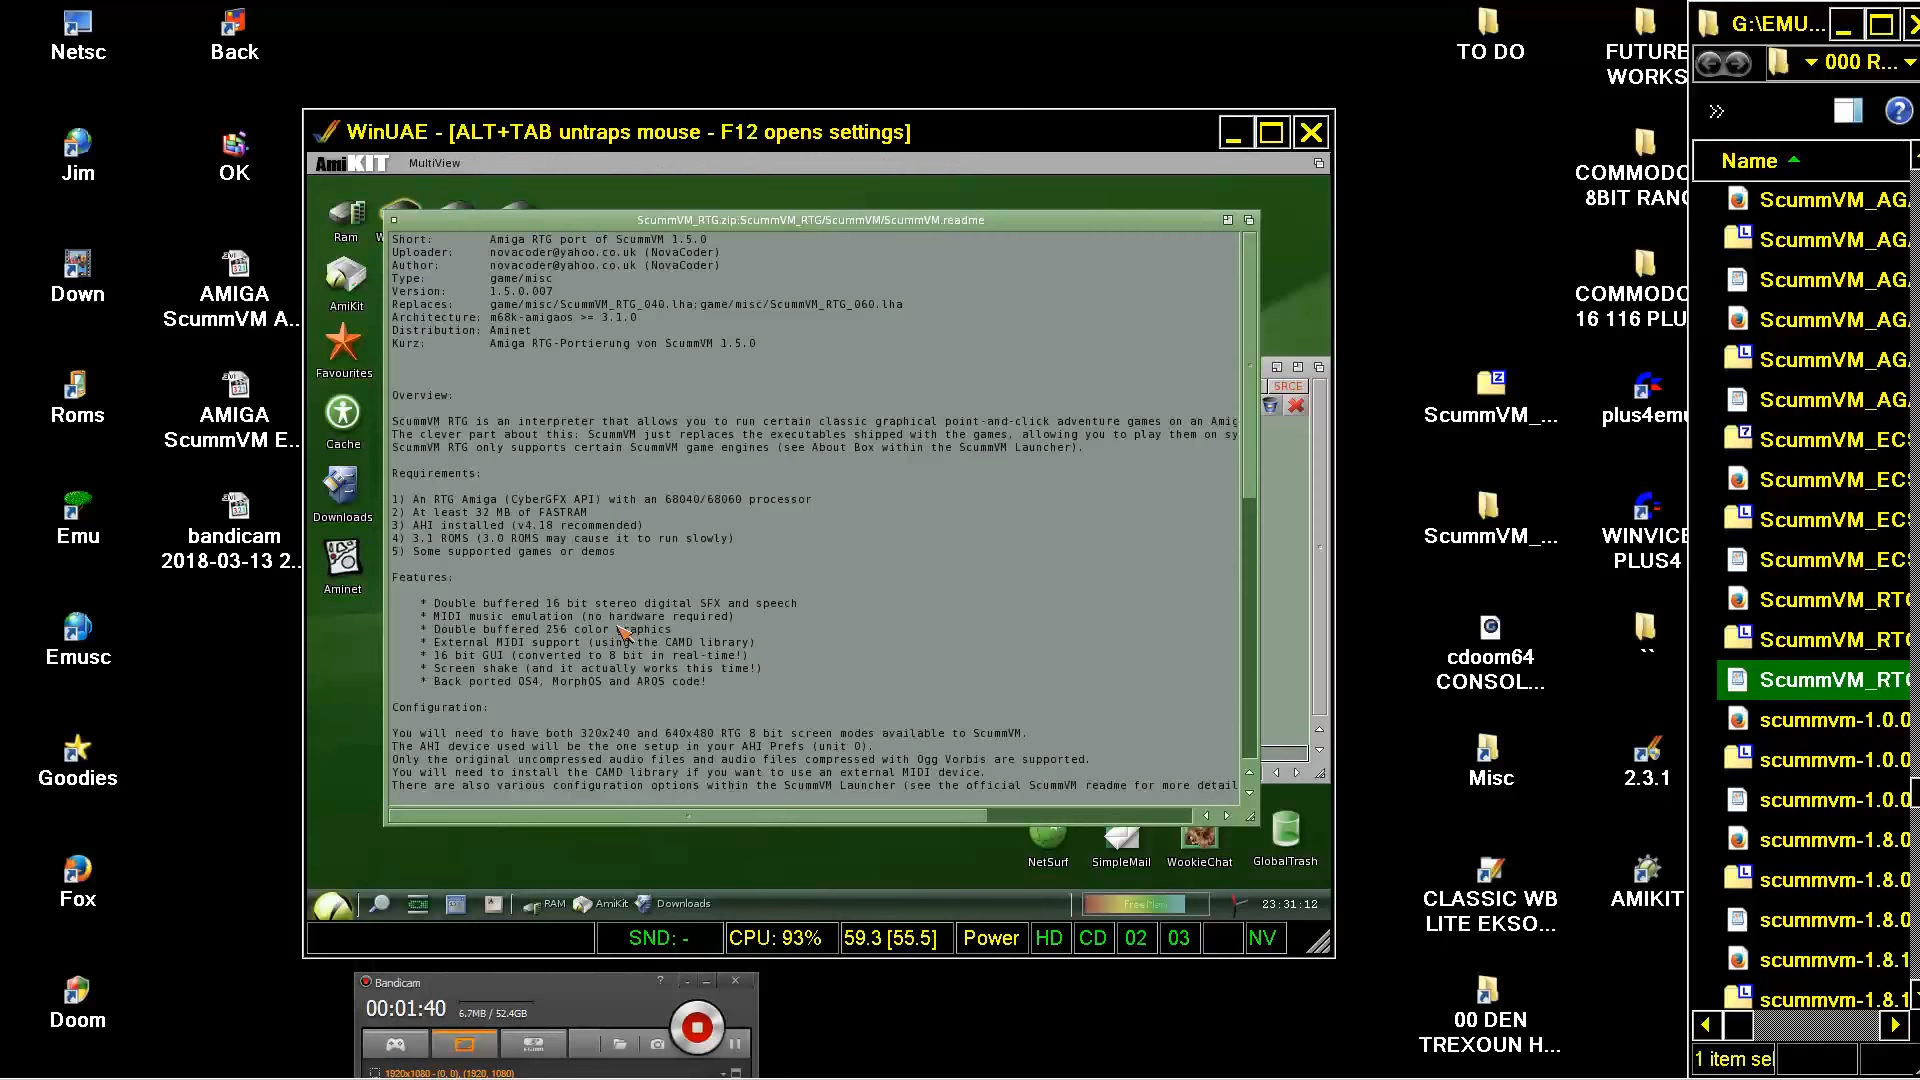 Netsc
Back
Jim
OK
Down
AMIGA
ScummVM A...
Roms
AMIGA
ScummVM E...
Emu
bandicam
2018-03-13 2...
Emusc
Goodies
Fox
Doom
WinUAE - [ALT+TAB untraps mouse - F12 opens settings]
AmiKIT
MultiView
Ram
AmiKit
Favourites
Cache
Downloads
Aminet
ScummVM_RTG.zip:ScummVM_RTG/ScummVM/ScummVM.readme
Short: Amiga RTG port of ScummVM 1.5.0
Uploader: novacoder@yahoo.co.uk (NovaCoder)
Author: novacoder@yahoo.co.uk (NovaCoder)
Type: game/misc
Version: 1.5.0.007
Replaces: game/misc/ScummVM_RTG_040.lha;game/misc/ScummVM_RTG_060.lha
Architecture: m68k-amigaos >= 3.1.0
Distribution: Aminet
Kurz: Amiga RTG-Portierung von ScummVM 1.5.0
Overview:
ScummVM RTG is an interpreter that allows you to run certain classic graphical point-and-click adventure games on an Amig
The clever part about this: ScummVM just replaces the executables shipped with the games, allowing you to play them on sy
ScummVM RTG only supports certain ScummVM game engines (see About Box within the ScummVM Launcher).
Requirements:
1) An RTG Amiga (CyberGFX API) with an 68040/68060 processor
2) At least 32 MB of FASTRAM
3) AHI installed (v4.18 recommended)
4) 3.1 ROMS (3.0 ROMS may cause it to run slowly)
5) Some supported games or demos
Features:
* Double buffered 16 bit stereo digital SFX and speech
* MIDI music emulation (no hardware required)
* Double buffered 256 color graphics
* External MIDI support (using the CAMD library)
* 16 bit GUI (converted to 8 bit in real-time!)
* Screen shake (and it actually works this time!)
* Back ported OS4, MorphOS and AROS code!
Configuration:
You will need to have both 320x240 and 640x480 RTG 8 bit screen modes available to ScummVM.
The AHI device used will be the one setup in your AHI Prefs (unit 0).
Only the original uncompressed audio files and audio files compressed with Ogg Vorbis are supported.
You will need to install the CAMD library if you want to use an external MIDI device.
There are also various configuration options within the ScummVM Launcher (see the official ScummVM readme for more detail
SRCE
NetSurf
SimpleMail
WookieChat
GlobalTrash
RAM
AmiKit
Downloads
Free Mem
23:31:12
SND: -
CPU: 93%
59.3 [55.5]
Power
HD
CD
02
03
NV
Bandicam
00:01:40
6.7MB / 52.4GB
1920x1080 - (0, 0), (1920, 1080)
TO DO
FUTURE
WORKS
COMMODO
8BIT RANG
COMMODO
16 116 PLU
ScummVM_...
plus4emu
ScummVM_...
WINVICE
PLUS4
cdoom64
CONSOL...
``
Misc
2.3.1
CLASSIC WB
LITE EKSO...
AMIKIT
00 DEN
TREXOUN H...
G:\EMU...
000 R...
Name
ScummVM_AGA
ScummVM_AGA
ScummVM_AGA
ScummVM_AGA
ScummVM_AGA
ScummVM_AGA
ScummVM_ECS
ScummVM_ECS
ScummVM_ECS
ScummVM_ECS
ScummVM_RTG
ScummVM_RTG
ScummVM_RTG
scummvm-1.0.0
scummvm-1.0.0
scummvm-1.0.0
scummvm-1.8.0
scummvm-1.8.0
scummvm-1.8.0
scummvm-1.8.1
scummvm-1.8.1
1 item sel